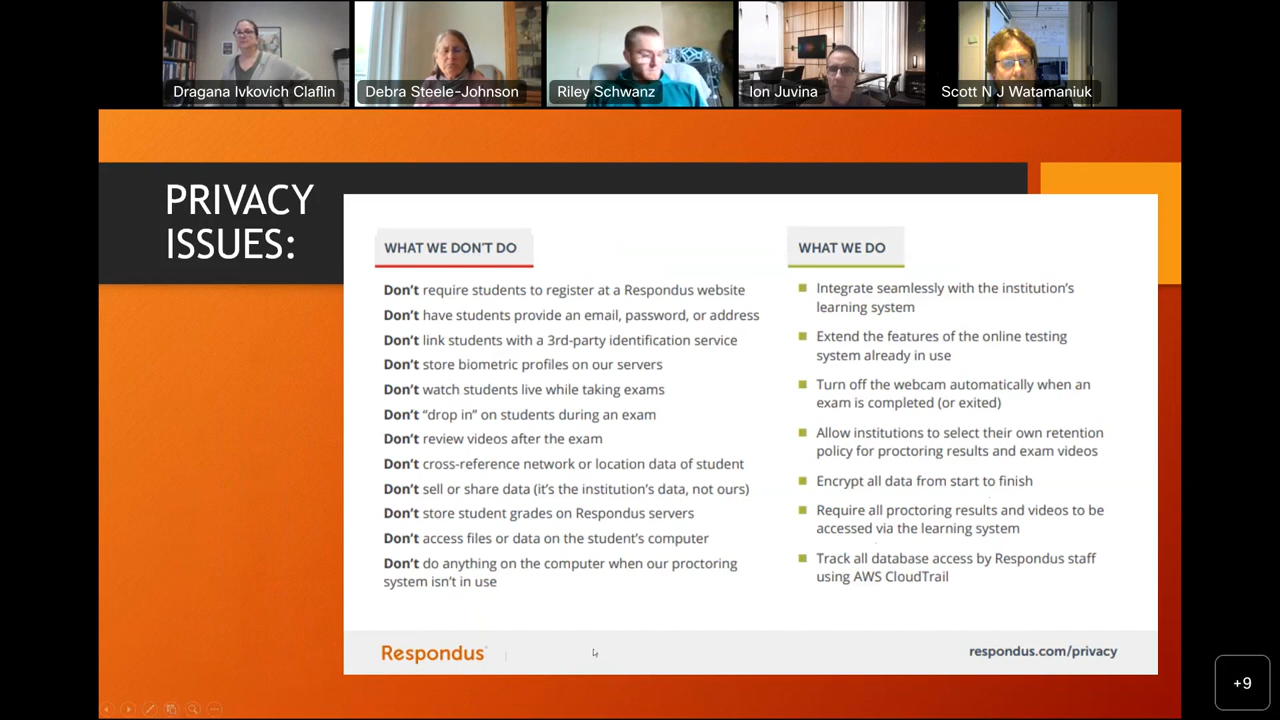 Dragana Ivkovich Claflin
Debra Steele-Johnson
Riley Schwanz
Ion Juvina
Scott N J Watamaniuk
PRIVACY
ISSUES:
WHAT WE DON'T DO
Don't require students to register at a Respondus website
Don't have students provide an email, password, or address
Don't link students with a 3rd-party identification service
Don't store biometric profiles on our servers
Don't watch students live while taking exams
Don't “drop in” on students during an exam
Don't review videos after the exam
Don't cross-reference network or location data of student
Don't sell or share data (it's the institution's data, not ours)
Don't store student grades on Respondus servers
Don't access files or data on the student's computer
Don't do anything on the computer when our proctoring
system isn't in use
WHAT WE DO
Integrate seamlessly with the institution's
learning system
Extend the features of the online testing
system already in use
Turn off the webcam automatically when an
exam is completed (or exited)
Allow institutions to select their own retention
policy for proctoring results and exam videos
Encrypt all data from start to finish
Require all proctoring results and videos to be
accessed via the learning system
Track all database access by Respondus staff
using AWS CloudTrail
Respondus
respondus.com/privacy
+9